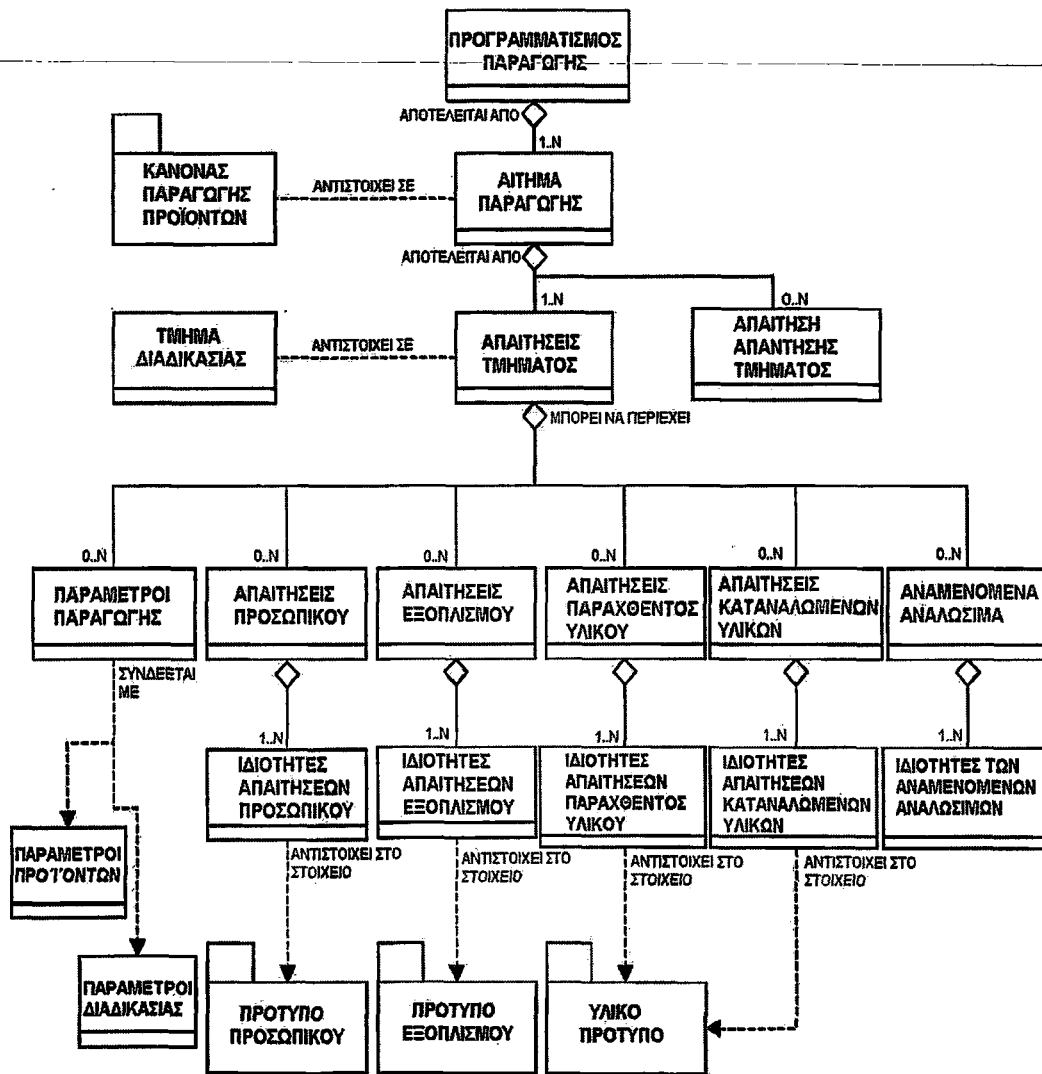 ΠΡΟΓΡΑΜΜΑΤΙΣΜΟΣ
ΠΑΡΑΓΩΓΗΣ
ΑΠΟΤΕΛΕΙΤΑΙ ΑΠΟ
1..N
ΚΑΝΟΝΑΣ
ΠΑΡΑΓΩΓΗΣ
ΠΡΟΪΟΝΤΩΝ
ΑΝΤΙΣΤΟΙΧΕΙ ΣΕ
ΑΙΤΗΜΑ
ΠΑΡΑΓΩΓΗΣ
ΑΠΟΤΕΛΕΙΤΑΙ ΑΠΟ
1..N
0..N
ΤΜΗΜΑ
ΔΙΑΔΙΚΑΣΙΑΣ
ΑΝΤΙΣΤΟΙΧΕΙ ΣΕ
ΑΠΑΙΤΗΣΕΙΣ
ΤΜΗΜΑΤΟΣ
ΑΠΑΙΤΗΣΗ
ΑΠΑΝΤΗΣΗΣ
ΤΜΗΜΑΤΟΣ
ΜΠΟΡΕΙ ΝΑ ΠΕΡΙΕΧΕΙ
0..N
0..N
0..N
0..N
0..N
0..N
ΠΑΡΑΜΕΤΡΟΙ
ΠΑΡΑΓΩΓΗΣ
ΑΠΑΙΤΗΣΕΙΣ
ΠΡΟΣΩΠΙΚΟΥ
ΑΠΑΙΤΗΣΕΙΣ
ΕΞΟΠΛΙΣΜΟΥ
ΑΠΑΙΤΗΣΕΙΣ
ΠΑΡΑΧΘΕΝΤΟΣ
ΥΛΙΚΟΥ
ΑΠΑΙΤΗΣΕΙΣ
ΚΑΤΑΝΑΛΩΜΕΝΩΝ
ΥΛΙΚΩΝ
ΑΝΑΜΕΝΟΜΕΝΑ
ΑΝΑΛΩΣΙΜΑ
ΣΥΝΔΕΕΤΑΙ
ΜΕ
1..N
1..N
1..N
1..N
1..N
ΙΔΙΟΤΗΤΕΣ
ΑΠΑΙΤΗΣΕΩΝ
ΠΡΟΣΩΠΙΚΟΥ
ΙΔΙΟΤΗΤΕΣ
ΑΠΑΙΤΗΣΕΩΝ
ΕΞΟΠΛΙΣΜΟΥ
ΙΔΙΟΤΗΤΕΣ
ΑΠΑΙΤΗΣΕΩΝ
ΠΑΡΑΧΘΕΝΤΟΣ
ΥΛΙΚΟΥ
ΙΔΙΟΤΗΤΕΣ
ΑΠΑΙΤΗΣΕΩΝ
ΚΑΤΑΝΑΛΩΜΕΝΩΝ
ΥΛΙΚΩΝ
ΙΔΙΟΤΗΤΕΣ ΤΩΝ
ΑΝΑΜΕΝΟΜΕΝΩΝ
ΑΝΑΛΩΣΙΜΩΝ
ΑΝΤΙΣΤΟΙΧΕΙ ΣΤΟ
ΣΤΟΙΧΕΙΟ
ΑΝΤΙΣΤΟΙΧΕΙ ΣΤΟ
ΣΤΟΙΧΕΙΟ
ΑΝΤΙΣΤΟΙΧΕΙ ΣΤΟ
ΣΤΟΙΧΕΙΟ
ΑΝΤΙΣΤΟΙΧΕΙ ΣΤΟ
ΣΤΟΙΧΕΙΟ
ΠΑΡΑΜΕΤΡΟΙ
ΠΡΟΪΟΝΤΩΝ
ΠΑΡΑΜΕΤΡΟΙ
ΔΙΑΔΙΚΑΣΙΑΣ
ΠΡΟΤΥΠΟ
ΠΡΟΣΩΠΙΚΟΥ
ΠΡΟΤΥΠΟ
ΕΞΟΠΛΙΣΜΟΥ
ΥΛΙΚΟ
ΠΡΟΤΥΠΟ